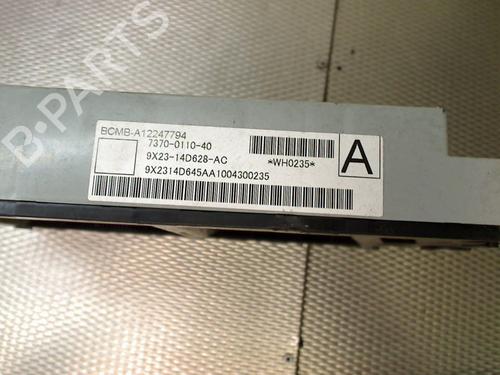 B-PARTS
BCMB-A12247794
7370-0110-40
9X23-14D628-AC
*WH0235*
A
9X2314D645AA1004300235